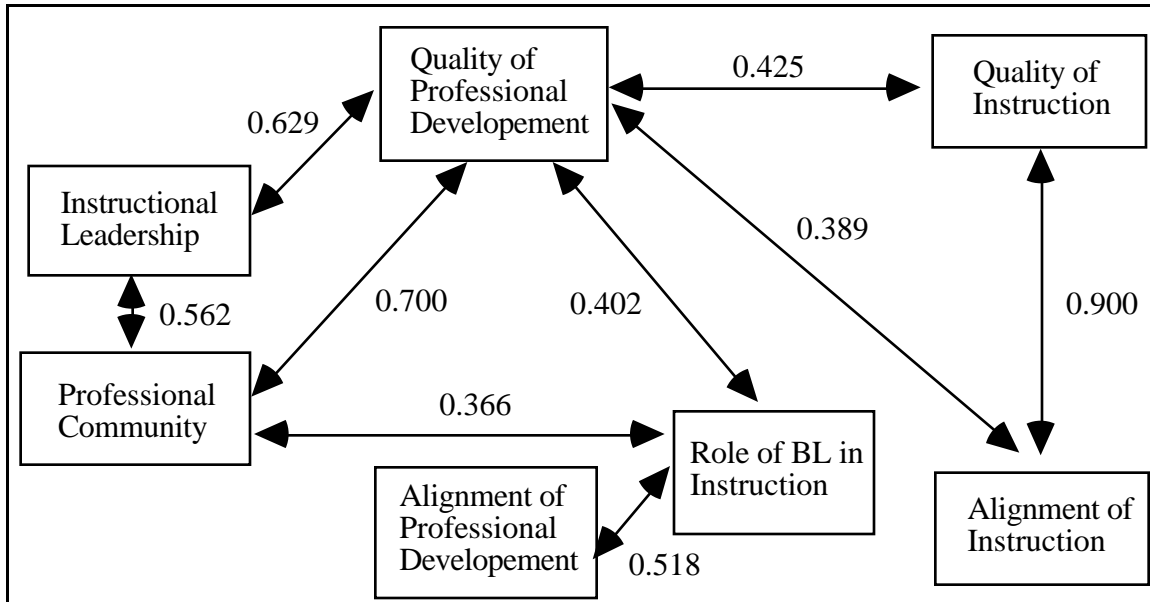 Quality of
Professional
Developement
0.425
Quality of
Instruction
0.629
Instructional
Leadership
0.389
0.562
0.700
0.402
0.900
Professional
Community
0.366
Role of BL in
Instruction
Alignment of
Professional
Developement
0.518
Alignment of
Instruction